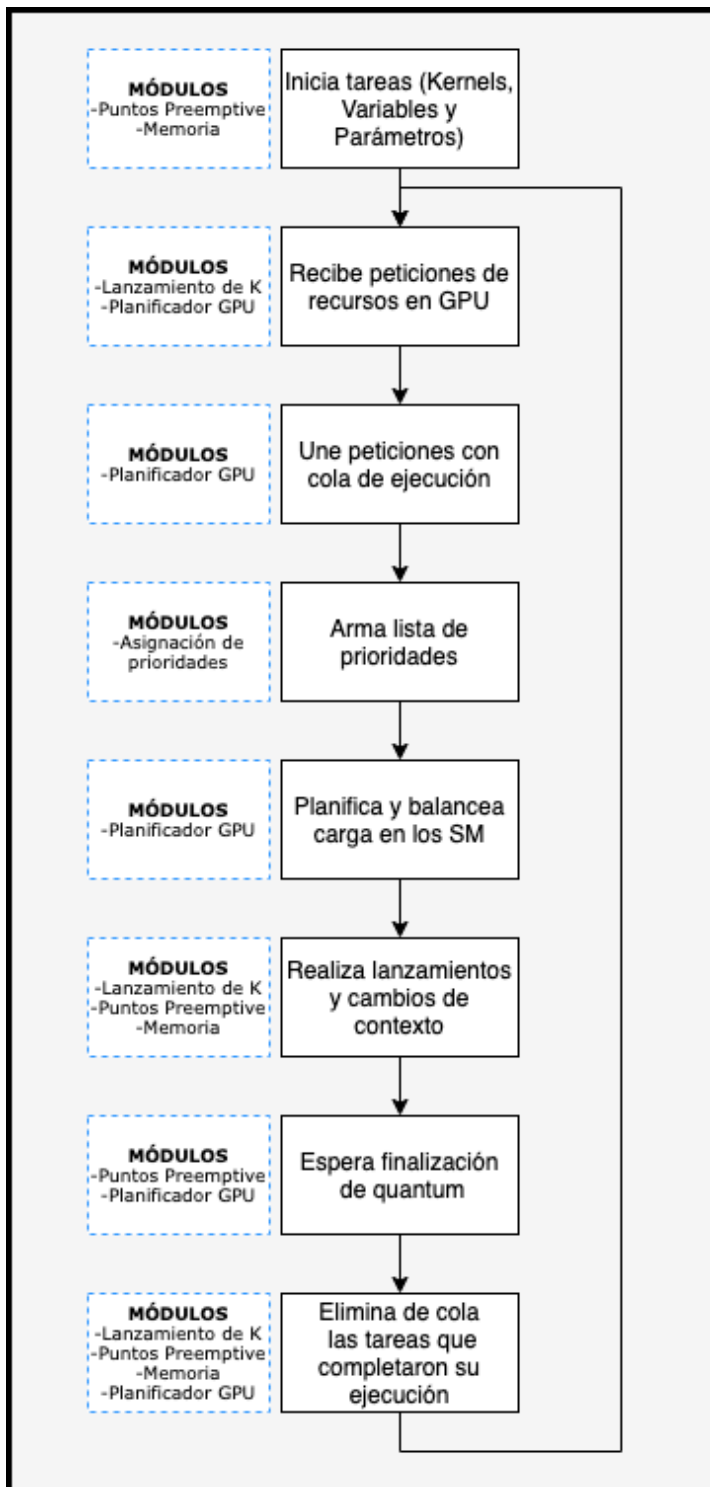 MÓDULOS
-Puntos Preemptive
-Memoria
Inicia tareas (Kernels,
Variables y
Parámetros)
MÓDULOS
-Lanzamiento de K
-Planificador GPU
Recibe peticiones de
recursos en GPU
MÓDULOS
-Planificador GPU
Une peticiones con
cola de ejecución
MÓDULOS
-Asignación de
prioridades
Arma lista de
prioridades
MÓDULOS
-Planificador GPU
Planifica y balancea
carga en los SM
MÓDULOS
-Lanzamiento de K
-Puntos Preemptive
-Memoria
Realiza lanzamientos
y cambios de
contexto
MÓDULOS
-Puntos Preemptive
-Planificador GPU
Espera finalización
de quantum
MÓDULOS
-Lanzamiento de K
-Puntos Preemptive
-Memoria
-Planificador GPU
Elimina de cola
las tareas que
completaron su
ejecución